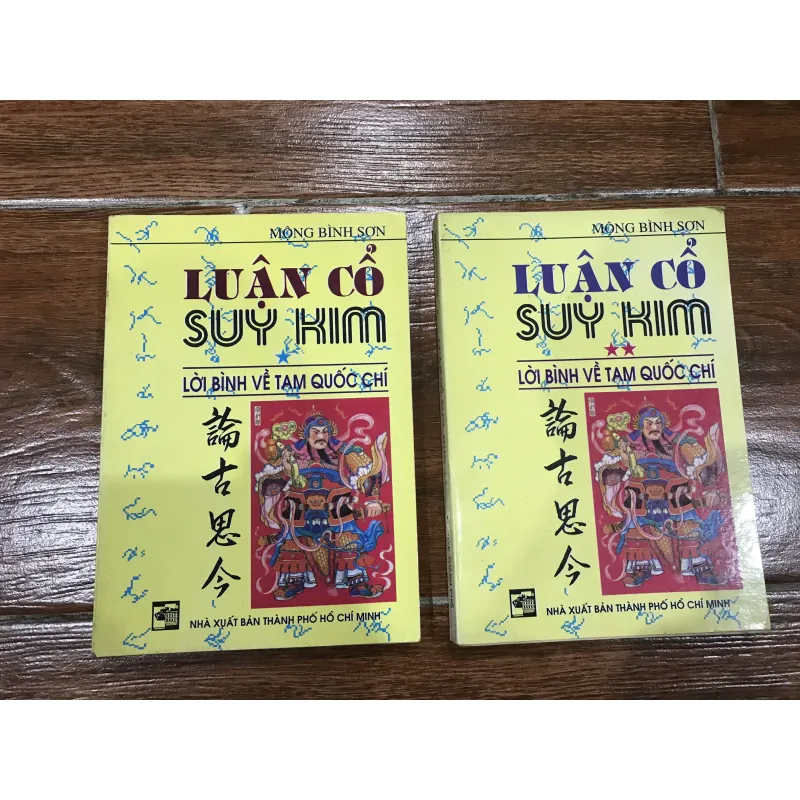 MỘNG BÌNH SƠN
LUẬN CỔ
SUY KIM
LỜI BÌNH VỀ TAM QUỐC CHÍ
論古思今
NHÀ XUẤT BẢN THÀNH PHỐ HỒ CHÍ MINH
MỘNG BÌNH SƠN
LUẬN CỔ
SUY KIM
LỜI BÌNH VỀ TAM QUỐC CHÍ
論古思今
NHÀ XUẤT BẢN THÀNH PHỐ HỒ CHÍ MINH